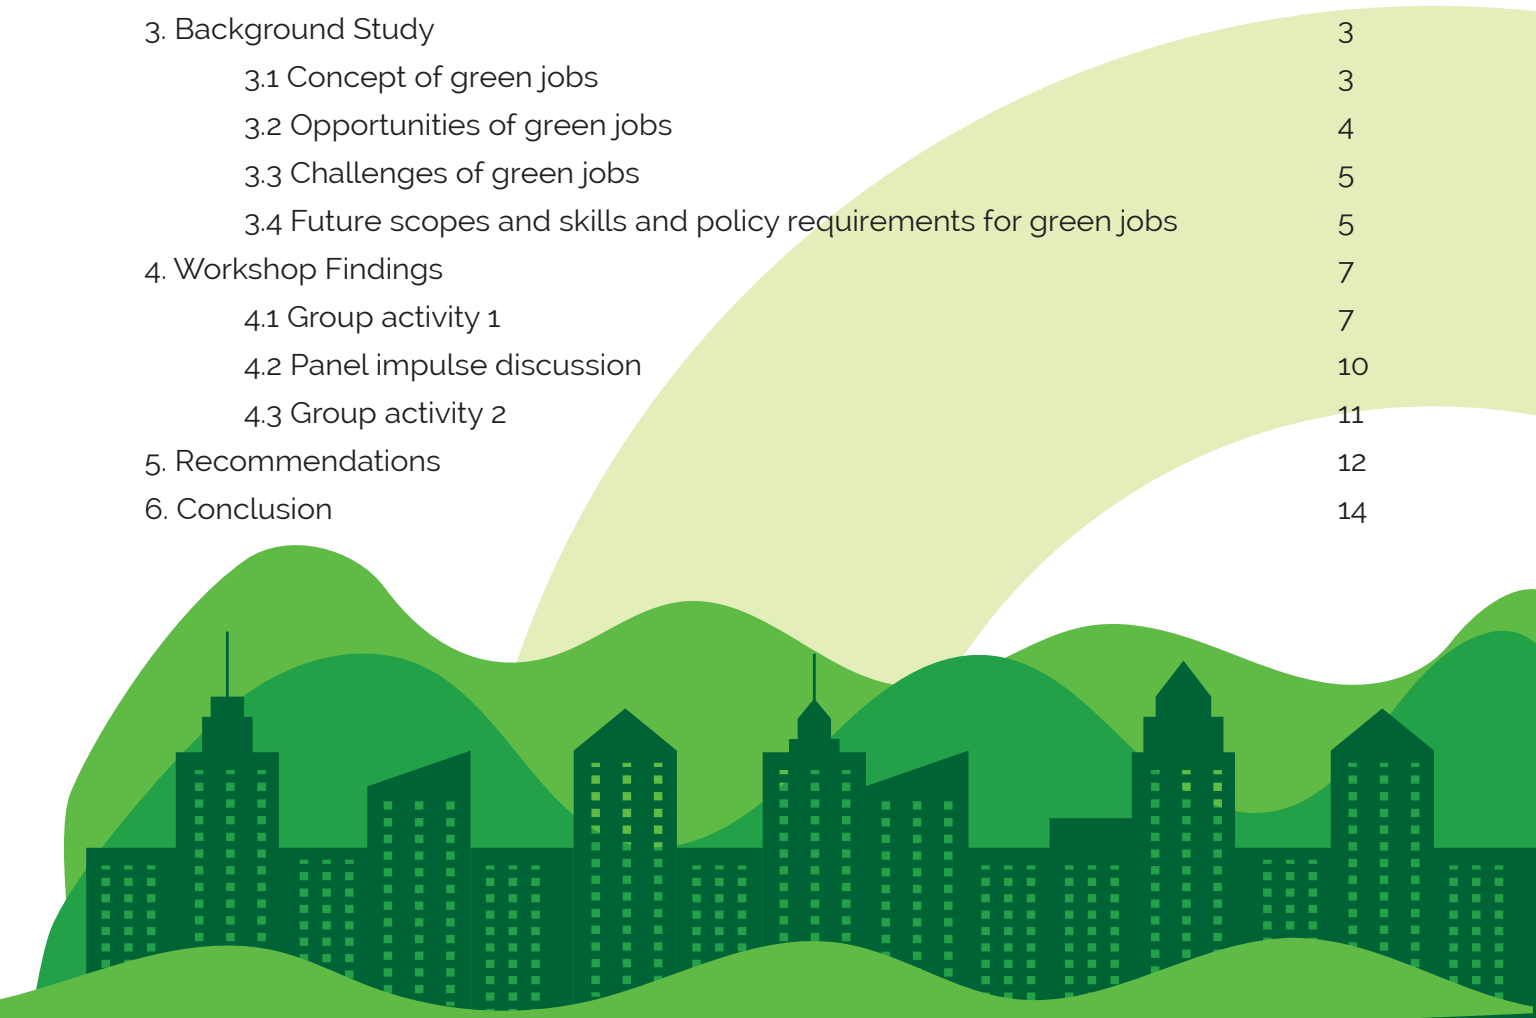 3. Background Study 3
3.1 Concept of green jobs 3
3.2 Opportunities of green jobs 4
3.3 Challenges of green jobs 5
3.4 Future scopes and skills and policy requirements for green jobs 5
4. Workshop Findings 7
4.1 Group activity 1 7
4.2 Panel impulse discussion 10
4.3 Group activity 2 11
5. Recommendations 12
6. Conclusion 14